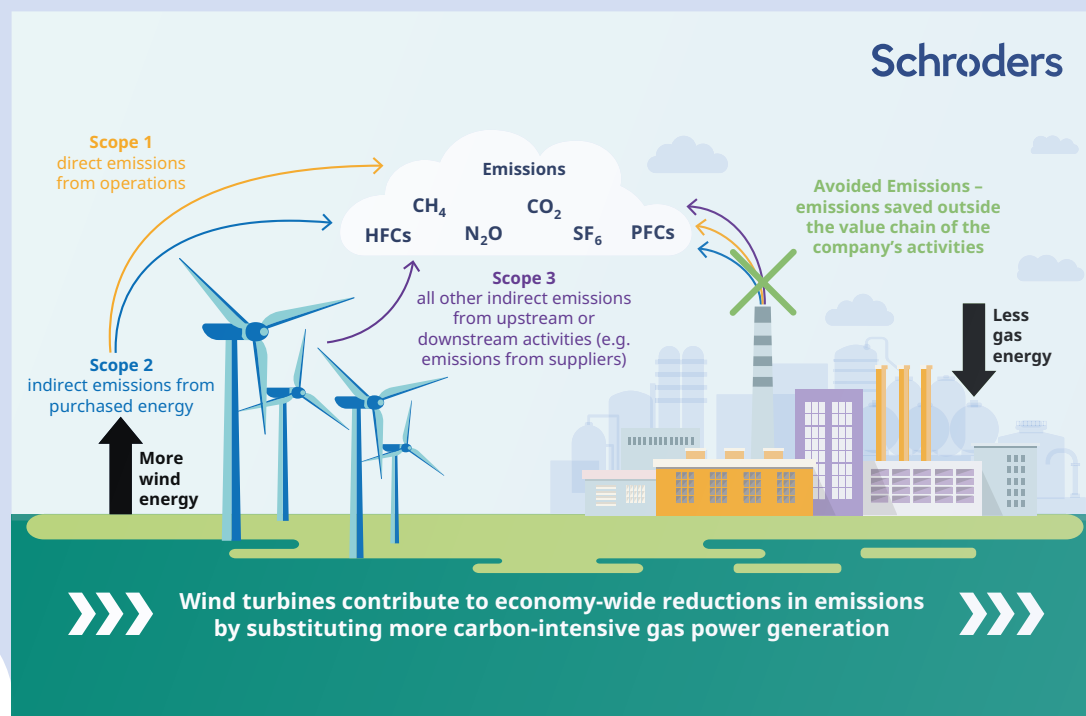 Schroders
Scope 1
direct emissions
from operations
Emissions
CH₄
CO₂
HFCs
N₂O
SF₆
PFCs
Avoided Emissions –
emissions saved outside
the value chain of the
company’s activities
Scope 3
all other indirect emissions
from upstream or
downstream activities (e.g.
emissions from suppliers)
Less
gas
energy
Scope 2
indirect emissions from
purchased energy
More
wind
energy
Wind turbines contribute to economy-wide reductions in emissions
by substituting more carbon-intensive gas power generation